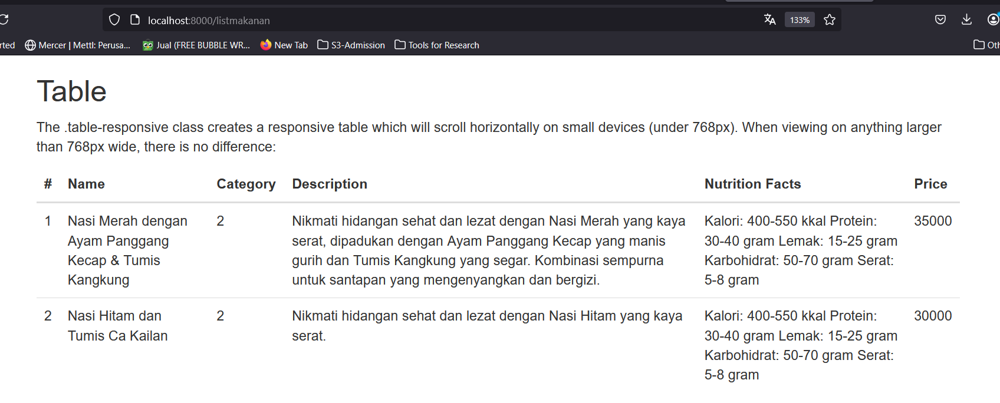 localhost:8000/listmakanan
133%
rted Mercer | Mettl: Perusa... Jual (FREE BUBBLE WR... New Tab S3-Admission Tools for Research Oth
Table
The .table-responsive class creates a responsive table which will scroll horizontally on small devices (under 768px). When viewing on anything larger
than 768px wide, there is no difference:
# Name Category Description Nutrition Facts Price
1 Nasi Merah dengan 2 Nikmati hidangan sehat dan lezat dengan Nasi Merah yang kaya Kalori: 400-550 kkal Protein: 35000
Ayam Panggang serat, dipadukan dengan Ayam Panggang Kecap yang manis 30-40 gram Lemak: 15-25 gram
Kecap & Tumis gurih dan Tumis Kangkung yang segar. Kombinasi sempurna Karbohidrat: 50-70 gram Serat:
Kangkung untuk santapan yang mengenyangkan dan bergizi. 5-8 gram
2 Nasi Hitam dan 2 Nikmati hidangan sehat dan lezat dengan Nasi Hitam yang kaya Kalori: 400-550 kkal Protein: 30000
Tumis Ca Kailan serat. 30-40 gram Lemak: 15-25 gram
Karbohidrat: 50-70 gram Serat:
5-8 gram